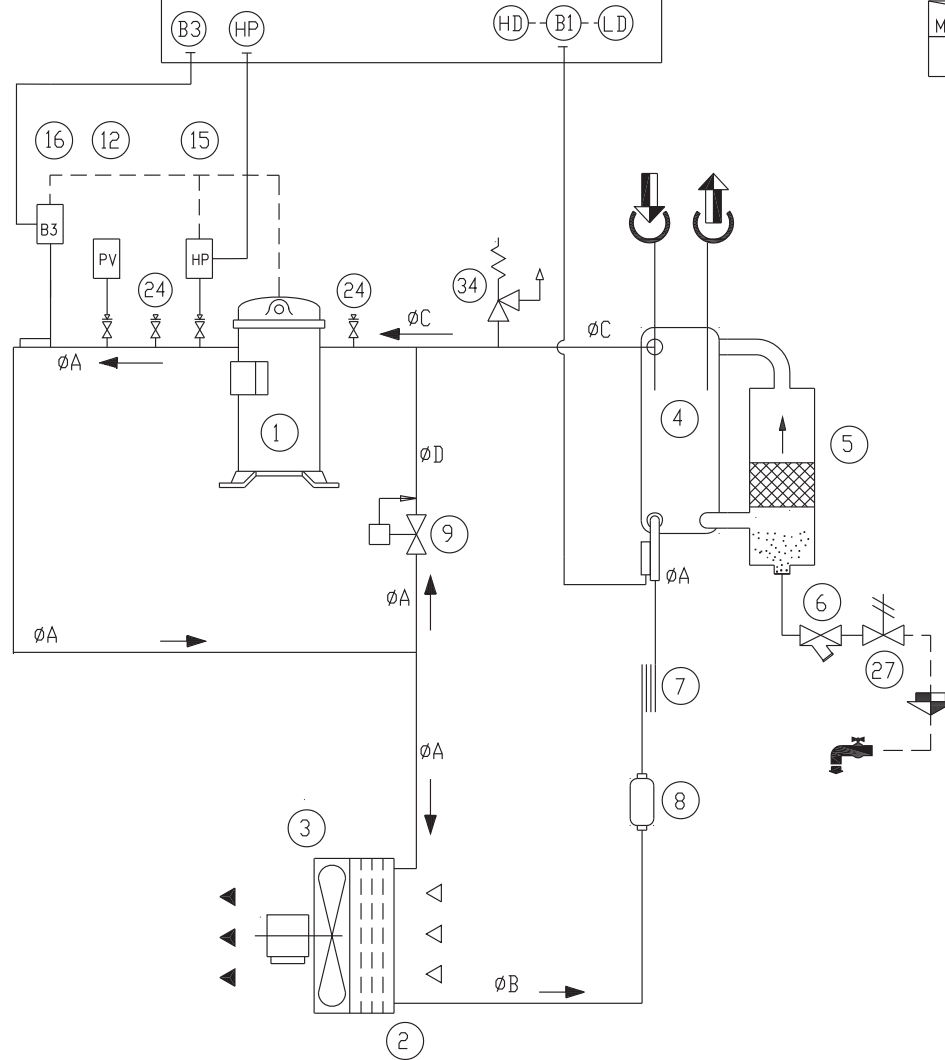 B3 HP HD B1 LD M
16 12 15
B3 PV HP
24 24 34
ØC ØC
ØA
4
1 5
ØD
9
ØA ØA
6
ØA
27
7
ØA
8
3
ØB
2